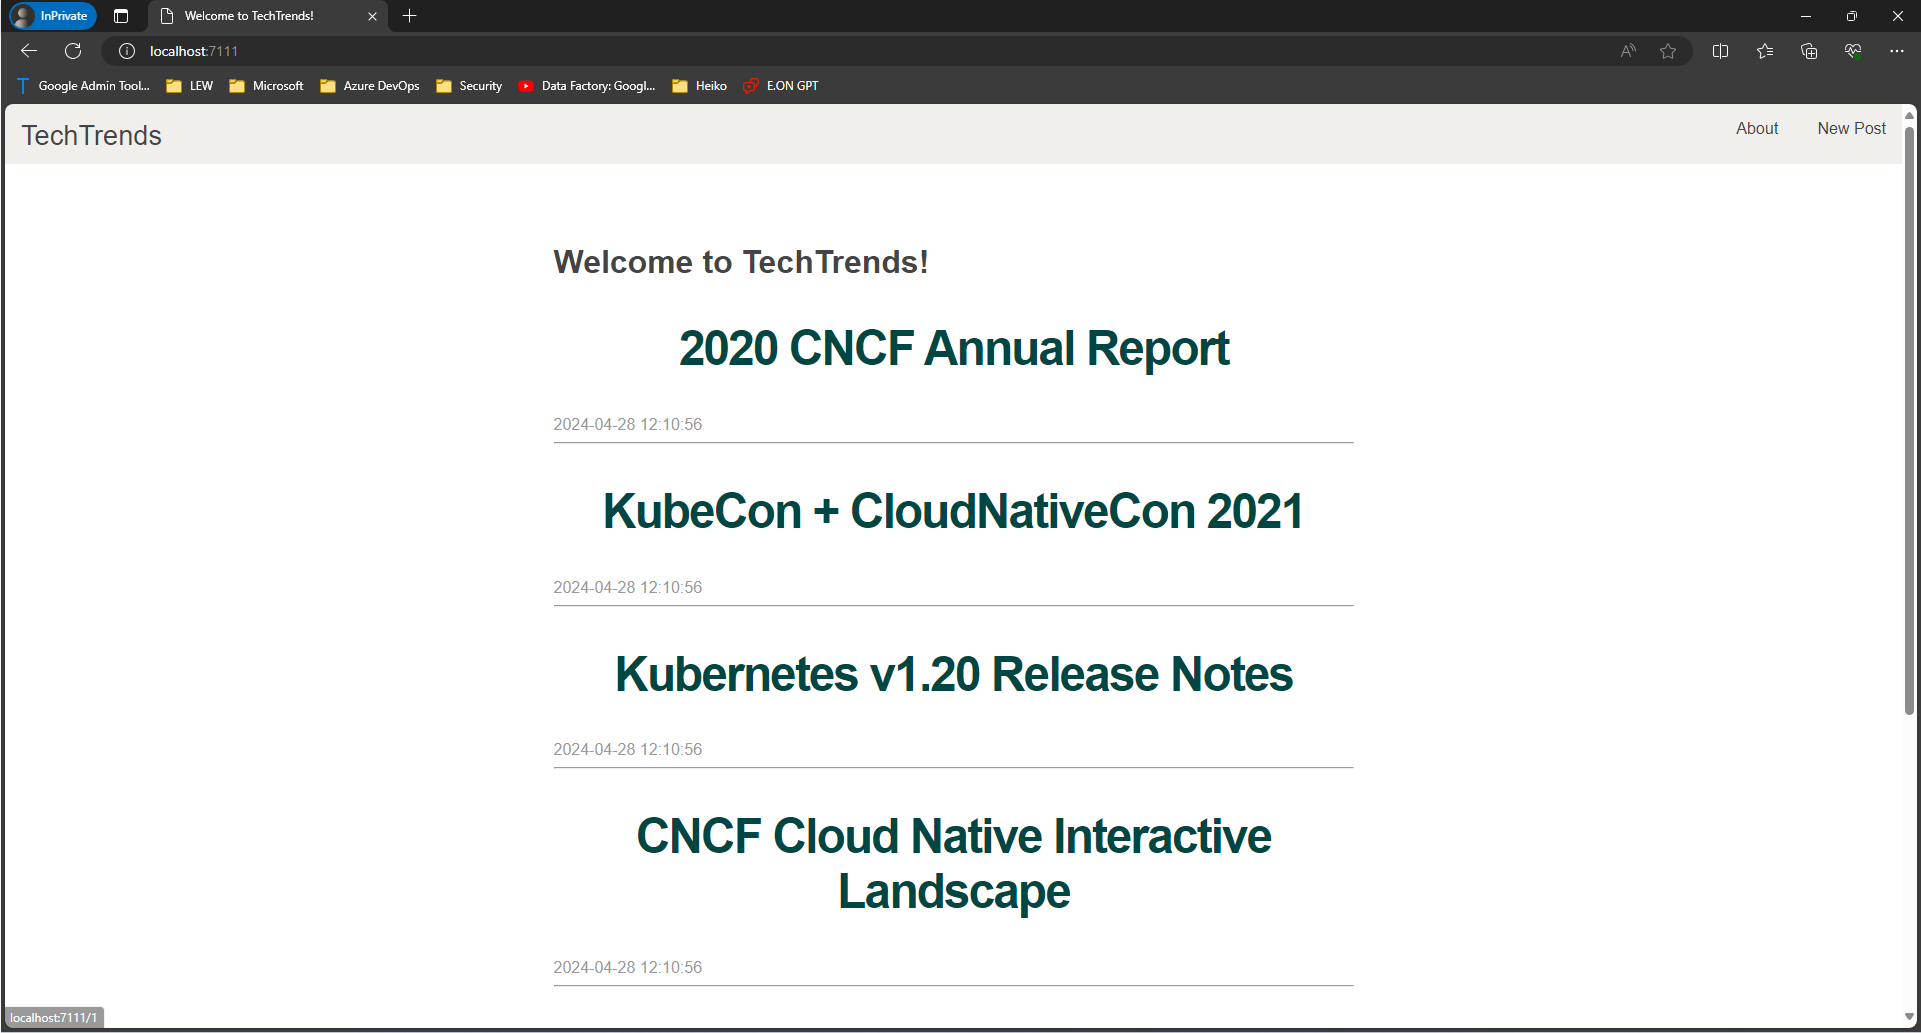 InPrivate
Welcome to TechTrends!
localhost:7111
Google Admin Tool...
LEW
Microsoft
Azure DevOps
Security
Data Factory: Googl...
Heiko
E.ON GPT
TechTrends
About
New Post
Welcome to TechTrends!
2020 CNCF Annual Report
2024-04-28 12:10:56
KubeCon + CloudNativeCon 2021
2024-04-28 12:10:56
Kubernetes v1.20 Release Notes
2024-04-28 12:10:56
CNCF Cloud Native Interactive
Landscape
2024-04-28 12:10:56
localhost:7111/1